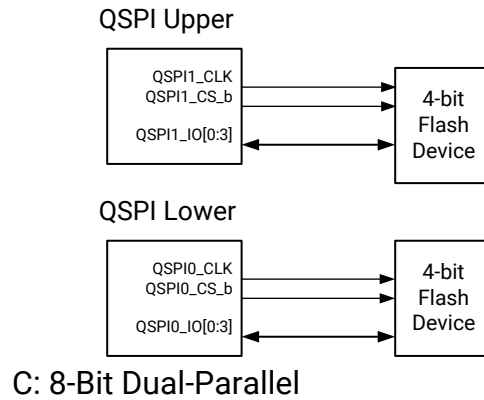 QSPI Upper
QSPI1_CLK
QSPI1_CS_b
QSPI1_IO[0:3]
4-bit
Flash
Device
QSPI Lower
QSPI0_CLK
QSPI0_CS_b
QSPI0_IO[0:3]
4-bit
Flash
Device
C: 8-Bit Dual-Parallel